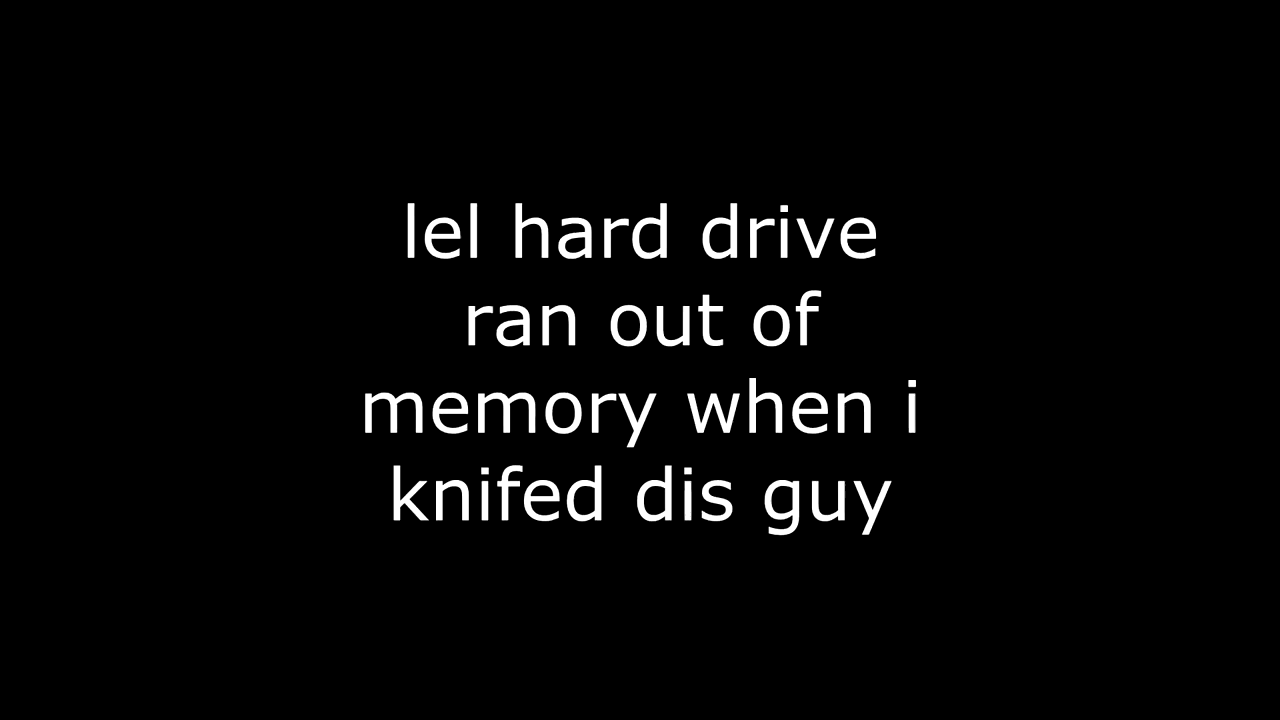 lel hard drive
ran out of
memory when i
knifed dis guy